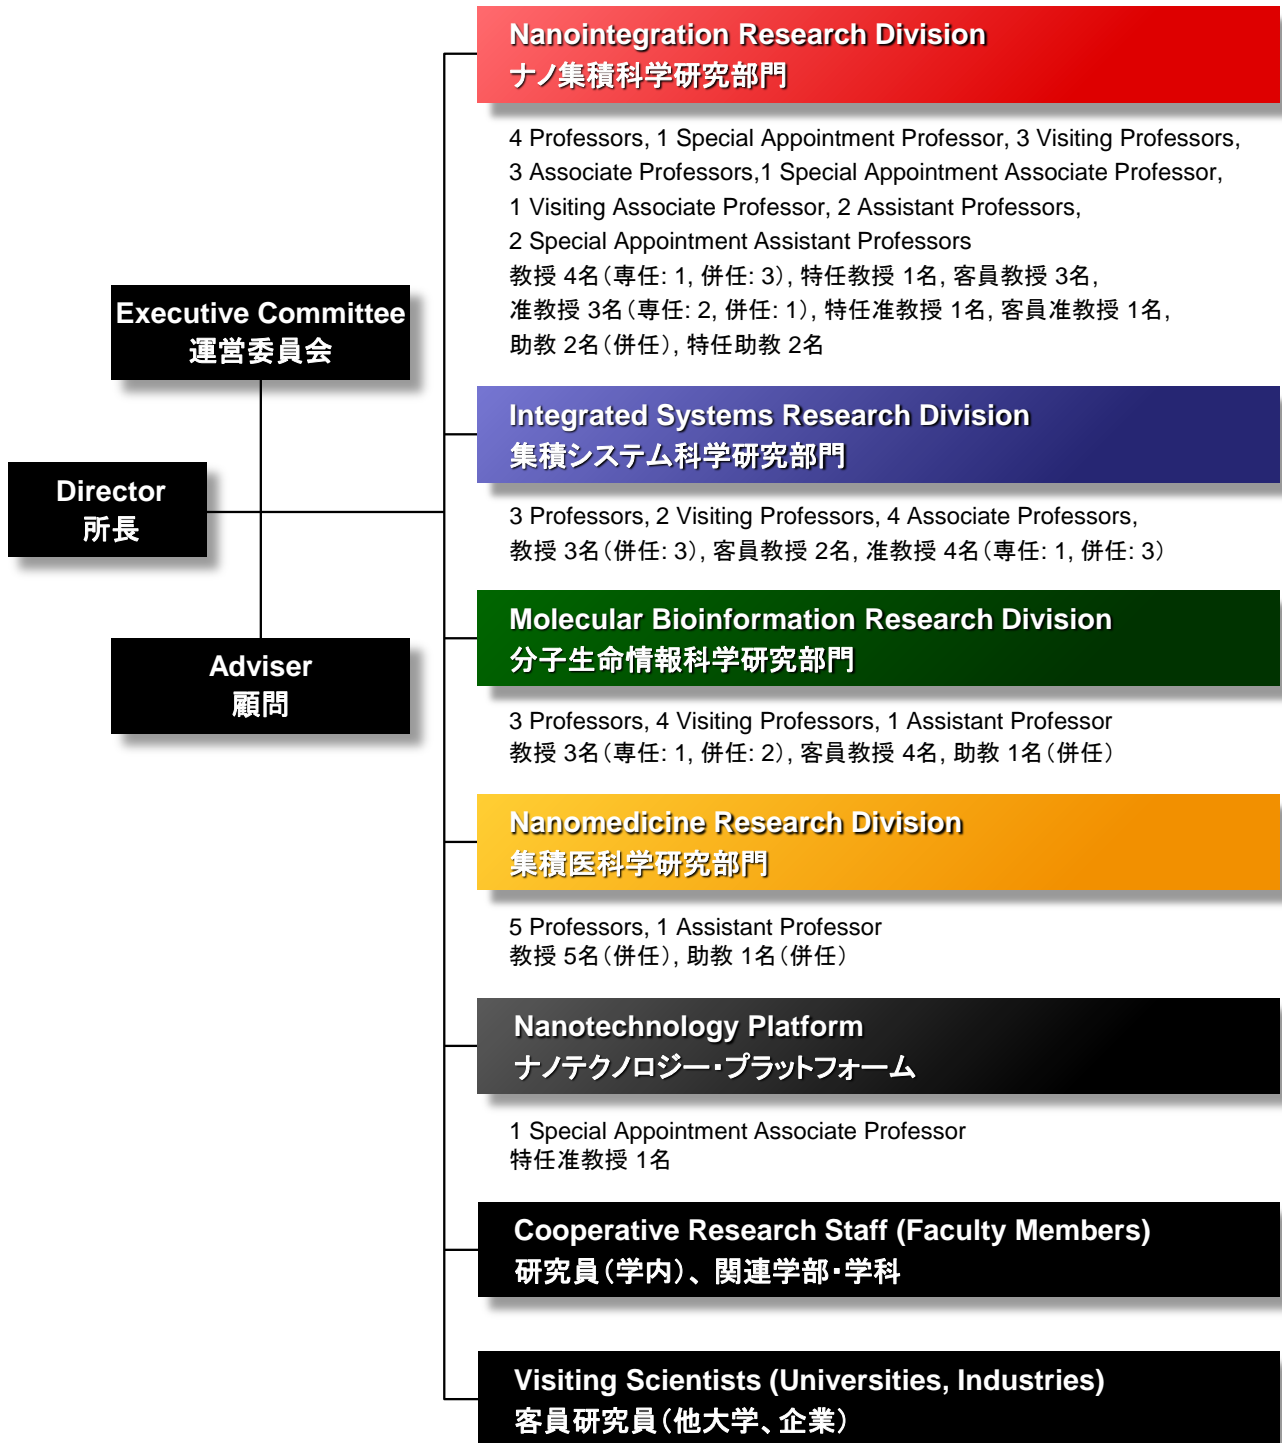 Nanointegration Research Division
ナノ集積科学研究部門
4 Professors, 1 Special Appointment Professor, 3 Visiting Professors,
3 Associate Professors,1 Special Appointment Associate Professor,
1 Visiting Associate Professor, 2 Assistant Professors,
2 Special Appointment Assistant Professors
教授 4名（専任: 1, 併任: 3）, 特任教授 1名, 客員教授 3名,
准教授 3名（専任: 2, 併任: 1）, 特任准教授 1名, 客員准教授 1名,
助教 2名（併任）, 特任助教 2名
Executive Committee
運営委員会
Integrated Systems Research Division
集積システム科学研究部門
Director
所長
3 Professors, 2 Visiting Professors, 4 Associate Professors,
教授 3名（併任: 3）, 客員教授 2名, 准教授 4名（専任: 1, 併任: 3）
Molecular Bioinformation Research Division
分子生命情報科学研究部門
Adviser
顧問
3 Professors, 4 Visiting Professors, 1 Assistant Professor
教授 3名（専任: 1, 併任: 2）, 客員教授 4名, 助教 1名（併任）
Nanomedicine Research Division
集積医科学研究部門
5 Professors, 1 Assistant Professor
教授 5名（併任）, 助教 1名（併任）
Nanotechnology Platform
ナノテクノロジー・プラットフォーム
1 Special Appointment Associate Professor
特任准教授 1名
Cooperative Research Staff (Faculty Members)
研究員（学内）、関連学部・学科
Visiting Scientists (Universities, Industries)
客員研究員（他大学、企業）